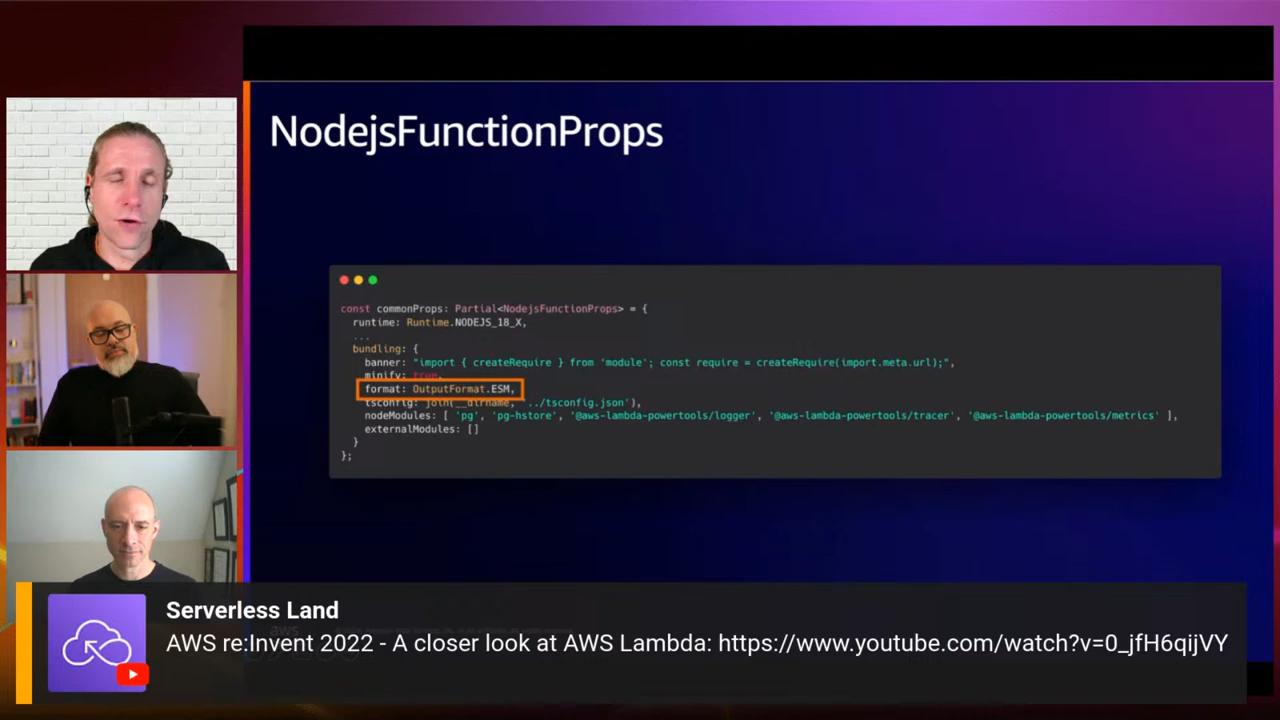 NodejsFunctionProps
const commonProps: Partial<NodejsFunctionProps> = {
runtime: Runtime.NODEJS_18_X,
...
bundling: {
banner: "import { createRequire } from 'module'; const require = createRequire(import.meta.url);",
minify: true,
format: OutputFormat.ESM,
tsconfig: join(__dirname, '../tsconfig.json'),
nodeModules: [ 'pg', 'pg-hstore', '@aws-lambda-powertools/logger', '@aws-lambda-powertools/tracer', '@aws-lambda-powertools/metrics' ],
externalModules: []
}
};
aws
Serverless Land
AWS re:Invent 2022 - A closer look at AWS Lambda: https://www.youtube.com/watch?v=0_jfH6qijVY